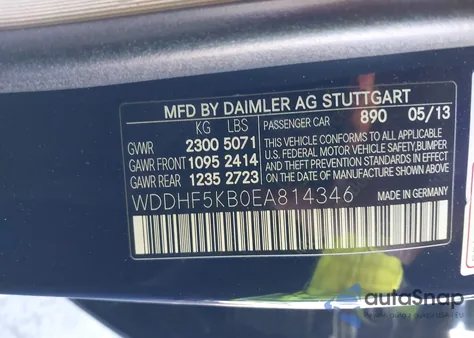 MFD BY DAIMLER AG STUTTGART
KG LBS PASSENGER CAR 890 05/13
GVWR 2300 5071 THIS VEHICLE CONFORMS TO ALL APPLICABLE
GAWR FRONT 1095 2414 U.S. FEDERAL MOTOR VEHICLE SAFETY,BUMPER
GAWR REAR 1235 2723 AND THEFT PREVENTION STANDARDS IN EFFECT ON THE DATE OF MANUFACTURE SHOWN ABOVE.
WDDHF5KB0EA814346 MADE IN GERMANY
autoSnap